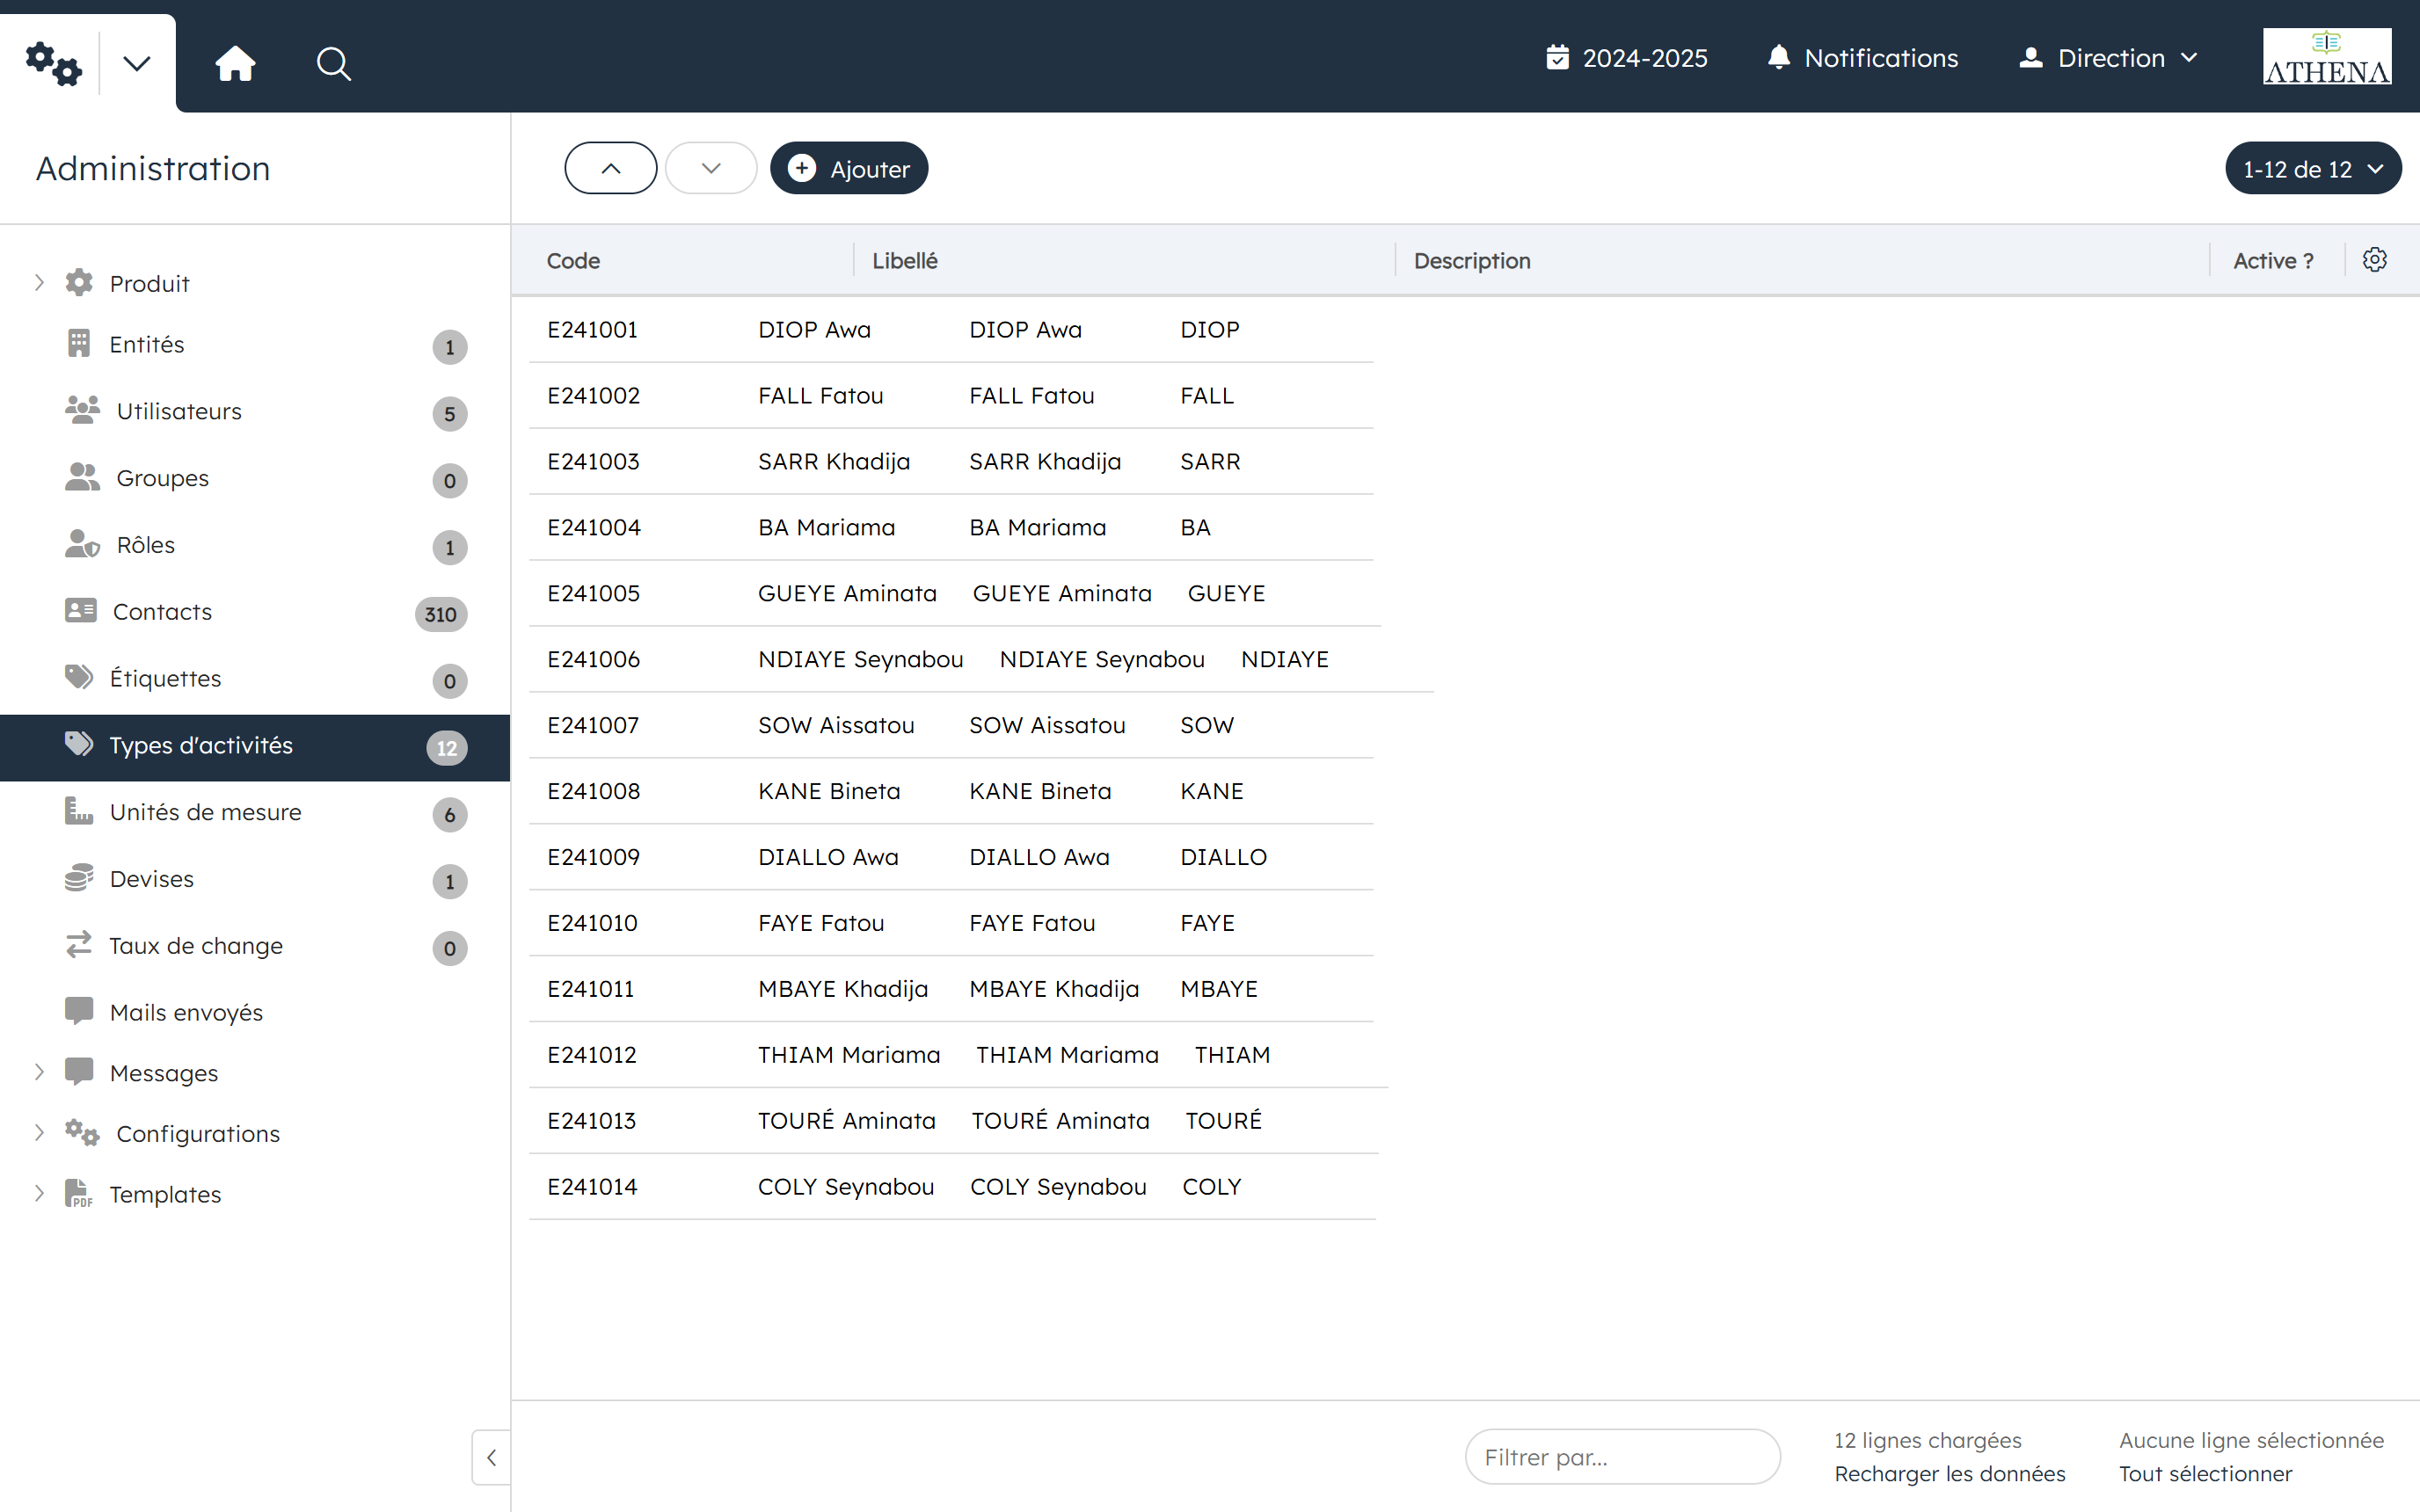 2024-2025 Notifications Direction ATHENA
Administration
Ajouter 1-12 de 12
Code Libellé Description Active ?
Produit
Entités 1
Utilisateurs 5
Groupes 0
Rôles 1
Contacts 310
Étiquettes 0
Types d'activités 12
Unités de mesure 6
Devises 1
Taux de change 0
Mails envoyés
Messages
Configurations
PDF Templates
E241001 DIOP Awa DIOP Awa DIOP
E241002 FALL Fatou FALL Fatou FALL
E241003 SARR Khadija SARR Khadija SARR
E241004 BA Mariama BA Mariama BA
E241005 GUEYE Aminata GUEYE Aminata GUEYE
E241006 NDIAYE Seynabou NDIAYE Seynabou NDIAYE
E241007 SOW Aissatou SOW Aissatou SOW
E241008 KANE Bineta KANE Bineta KANE
E241009 DIALLO Awa DIALLO Awa DIALLO
E241010 FAYE Fatou FAYE Fatou FAYE
E241011 MBAYE Khadija MBAYE Khadija MBAYE
E241012 THIAM Mariama THIAM Mariama THIAM
E241013 TOURÉ Aminata TOURÉ Aminata TOURÉ
E241014 COLY Seynabou COLY Seynabou COLY
Filtrer par...
12 lignes chargées Aucune ligne sélectionnée
Recharger les données Tout sélectionner